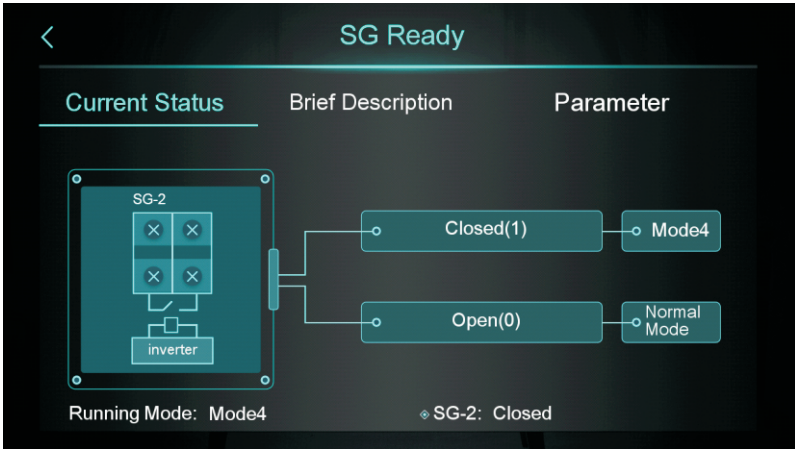 SG Ready
Current Status Brief Description Parameter
SG-2
Closed(1) Mode4
Open(0) Normal
Mode
inverter
Running Mode: Mode4 SG-2: Closed